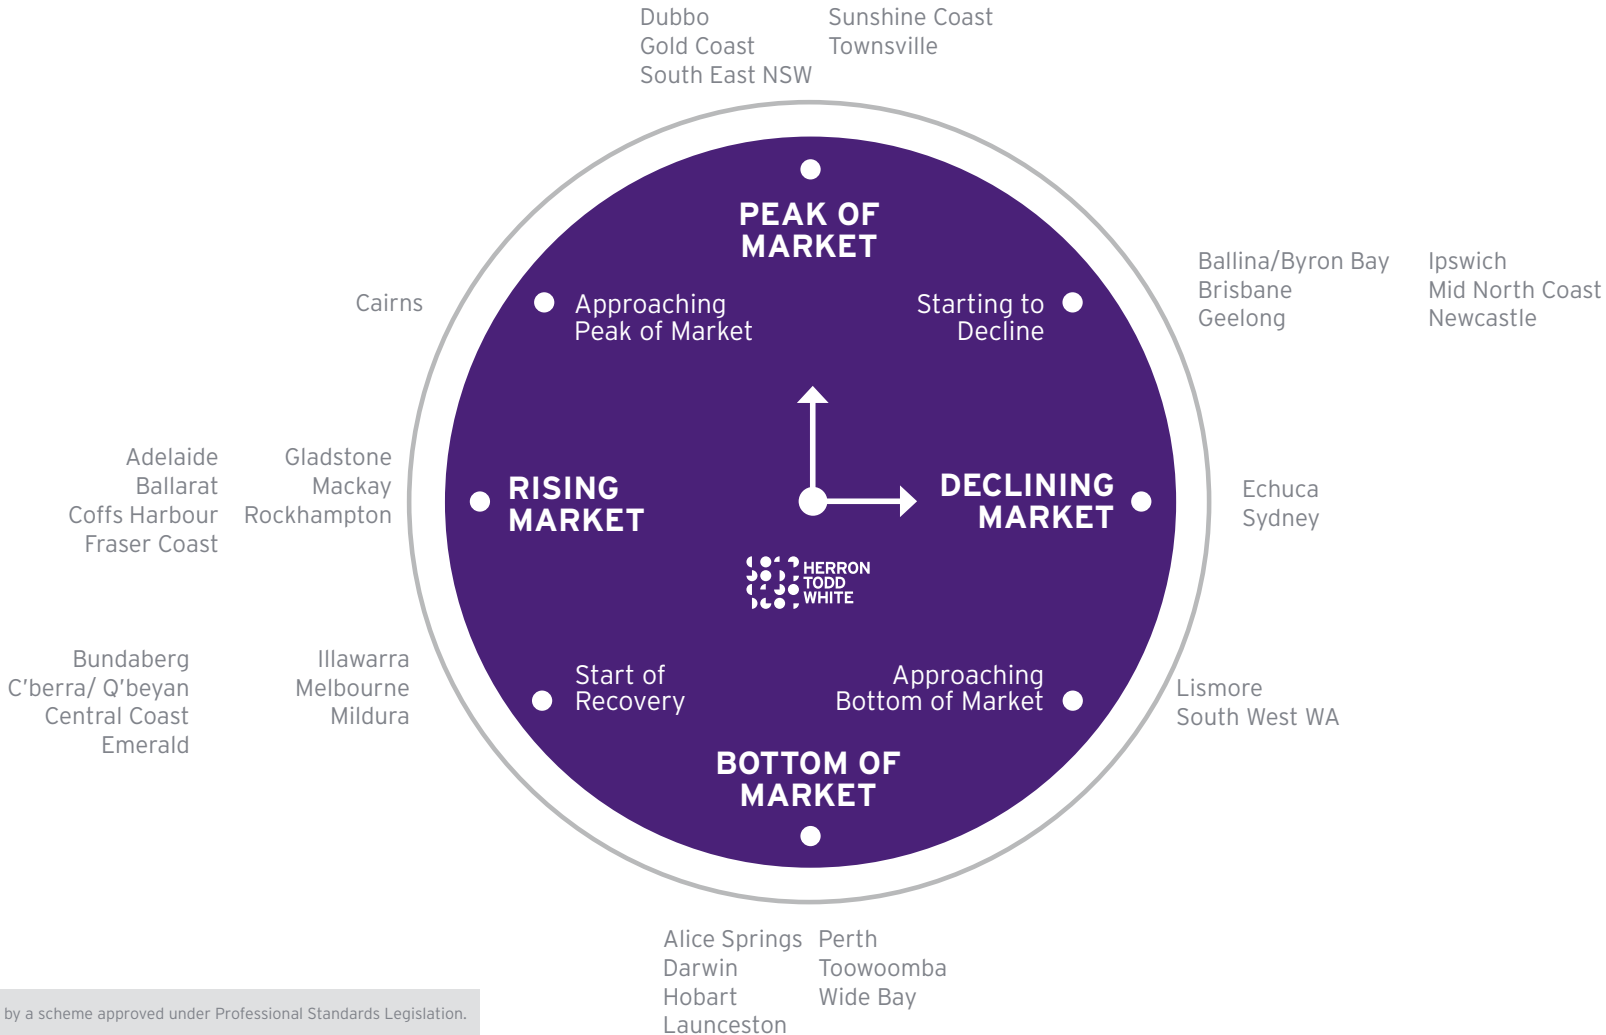 Dubbo
Gold Coast
South East NSW
Sunshine Coast
Townsville
PEAK OF
MARKET
Cairns
Approaching
Peak of Market
Starting to
Decline
Ballina/Byron Bay
Brisbane
Geelong
Ipswich
Mid North Coast
Newcastle
Adelaide
Ballarat
Coffs Harbour
Fraser Coast
Gladstone
Mackay
Rockhampton
RISING
MARKET
DECLINING
MARKET
Echuca
Sydney
HERRON
TODD
WHITE
Bundaberg
C'berra/ Q'beyan
Central Coast
Emerald
Illawarra
Melbourne
Mildura
Start of
Recovery
Approaching
Bottom of Market
Lismore
South West WA
BOTTOM OF
MARKET
Alice Springs
Darwin
Hobart
Launceston
Perth
Toowoomba
Wide Bay
by a scheme approved under Professional Standards Legislation.